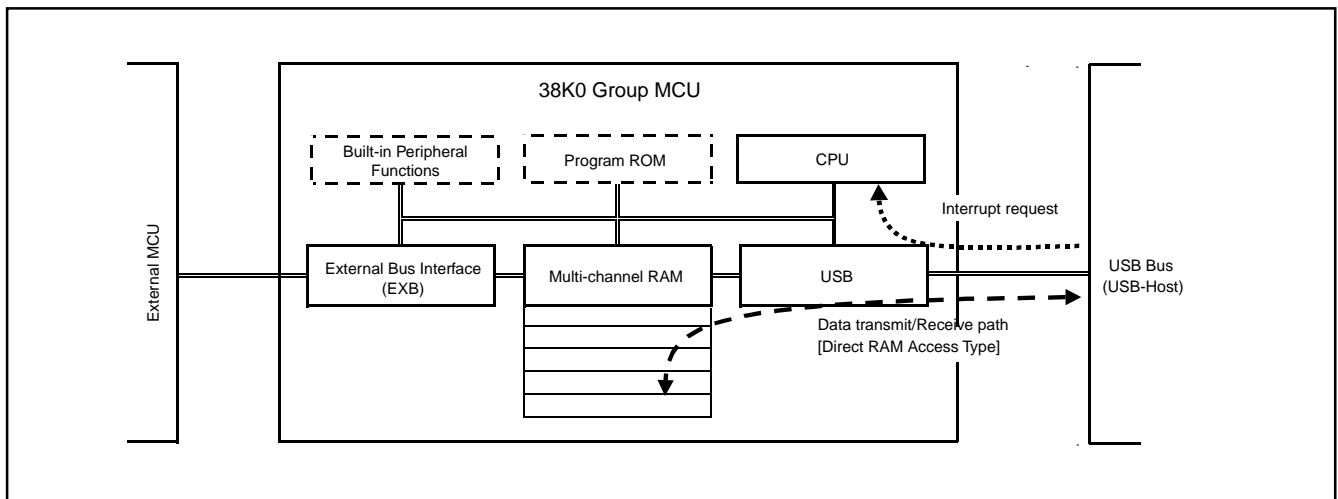 38K0 Group MCU
Built-in Peripheral
Functions
Program ROM
CPU
Interrupt request
External MCU
External Bus Interface
(EXB)
Multi-channel RAM
USB
USB Bus
(USB-Host)
Data transmit/Receive path
[Direct RAM Access Type]